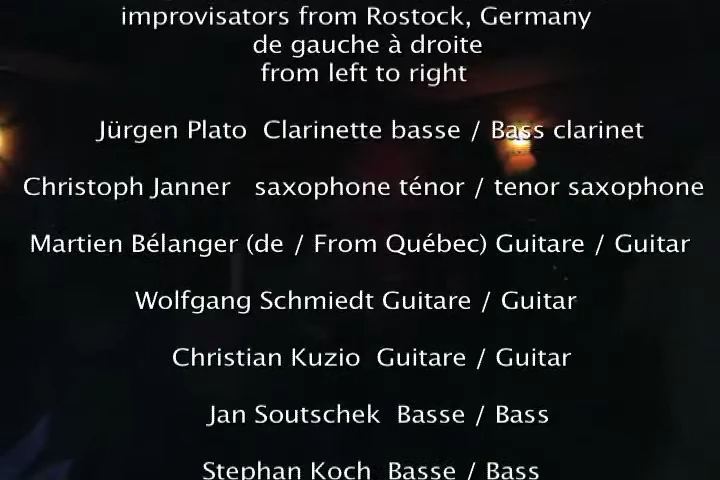 improvisators from Rostock, Germany
de gauche à droite
from left to right
Jürgen Plato Clarinette basse / Bass clarinet
Christoph Janner saxophone ténor / tenor saxophone
Martien Bélanger (de / From Québec) Guitare / Guitar
Wolfgang Schmiedt Guitare / Guitar
Christian Kuzio Guitare / Guitar
Jan Soutschek Basse / Bass
Stephan Koch Basse / Bass